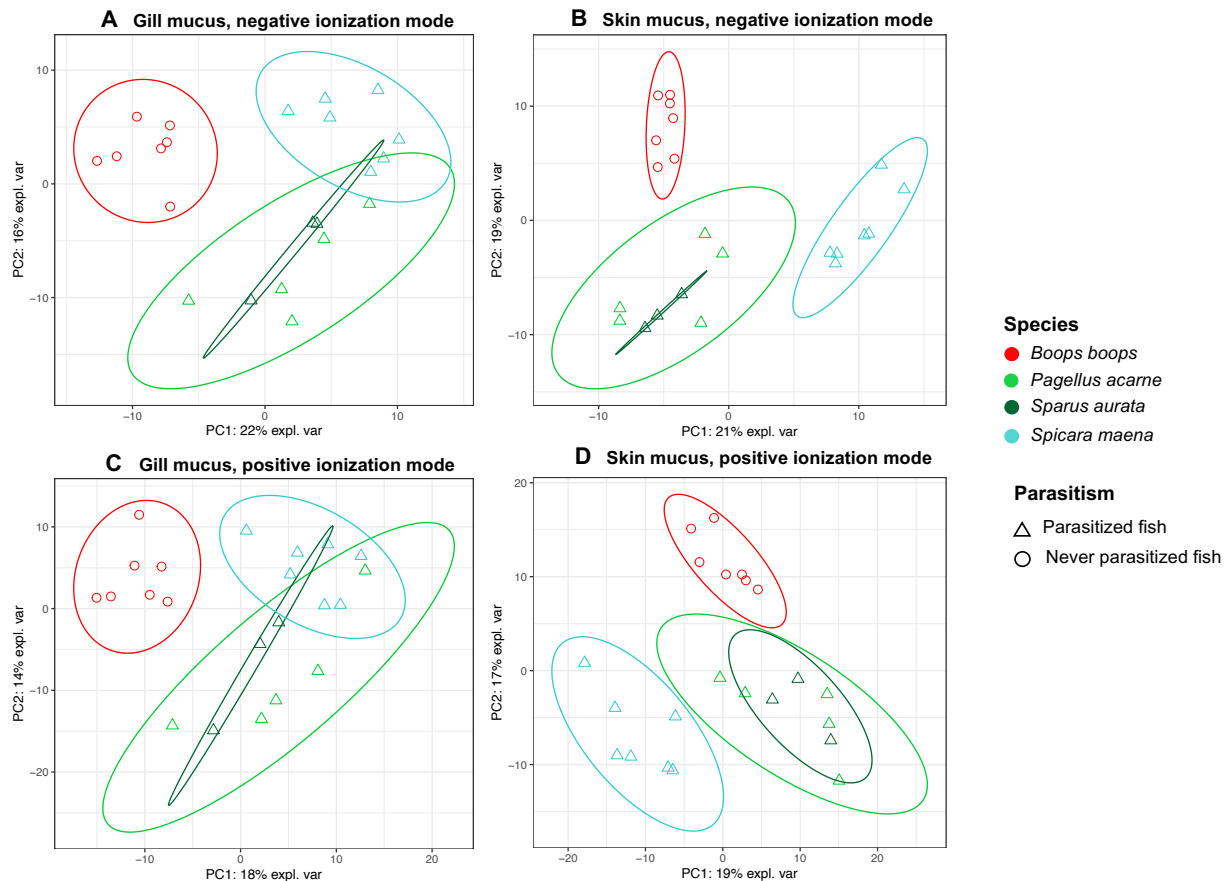 A Gill mucus, negative ionization mode
10
0
−10
PC2: 16% expl. var
−10
0
10
PC1: 22% expl. var
B Skin mucus, negative ionization mode
10
0
−10
PC2: 19% expl. var
−10
0
10
PC1: 21% expl. var
C Gill mucus, positive ionization mode
10
0
−10
−20
PC2: 14% expl. var
−10
0
10
20
PC1: 18% expl. var
D Skin mucus, positive ionization mode
20
10
0
−10
PC2: 17% expl. var
−20
−10
0
10
20
PC1: 19% expl. var
Species
Boops boops
Pagellus acarne
Sparus aurata
Spicara maena
Parasitism
Parasitized fish
Never parasitized fish